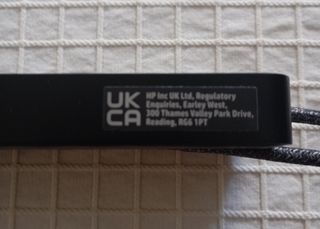 UK
CA
HP Inc UK Ltd, Regulatory
Enquiries, Earley West,
300 Thames Valley Park Drive,
Reading, RG6 1PT